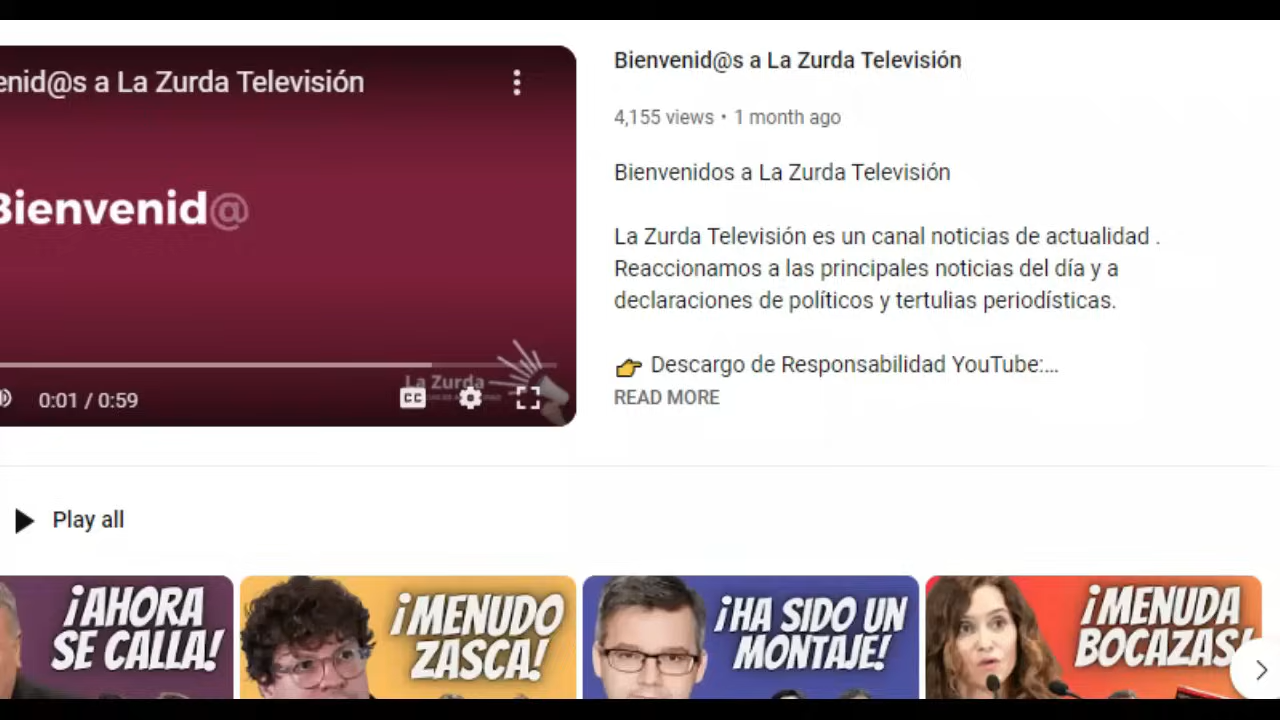 enid@s a La Zurda Televisión
Bienvenid@
La Zurda
0:01 / 0:59
CC
Bienvenid@s a La Zurda Televisión
4,155 views • 1 month ago
Bienvenidos a La Zurda Televisión
La Zurda Televisión es un canal noticias de actualidad .
Reaccionamos a las principales noticias del día y a
declaraciones de políticos y tertulias periodísticas.
👉 Descargo de Responsabilidad YouTube:...
READ MORE
Play all
¡AHORA
SE CALLA!
¡MENUDO
ZASCA!
¡HA SIDO UN
MONTAJE!
¡MENUDA
BOCAZAS!